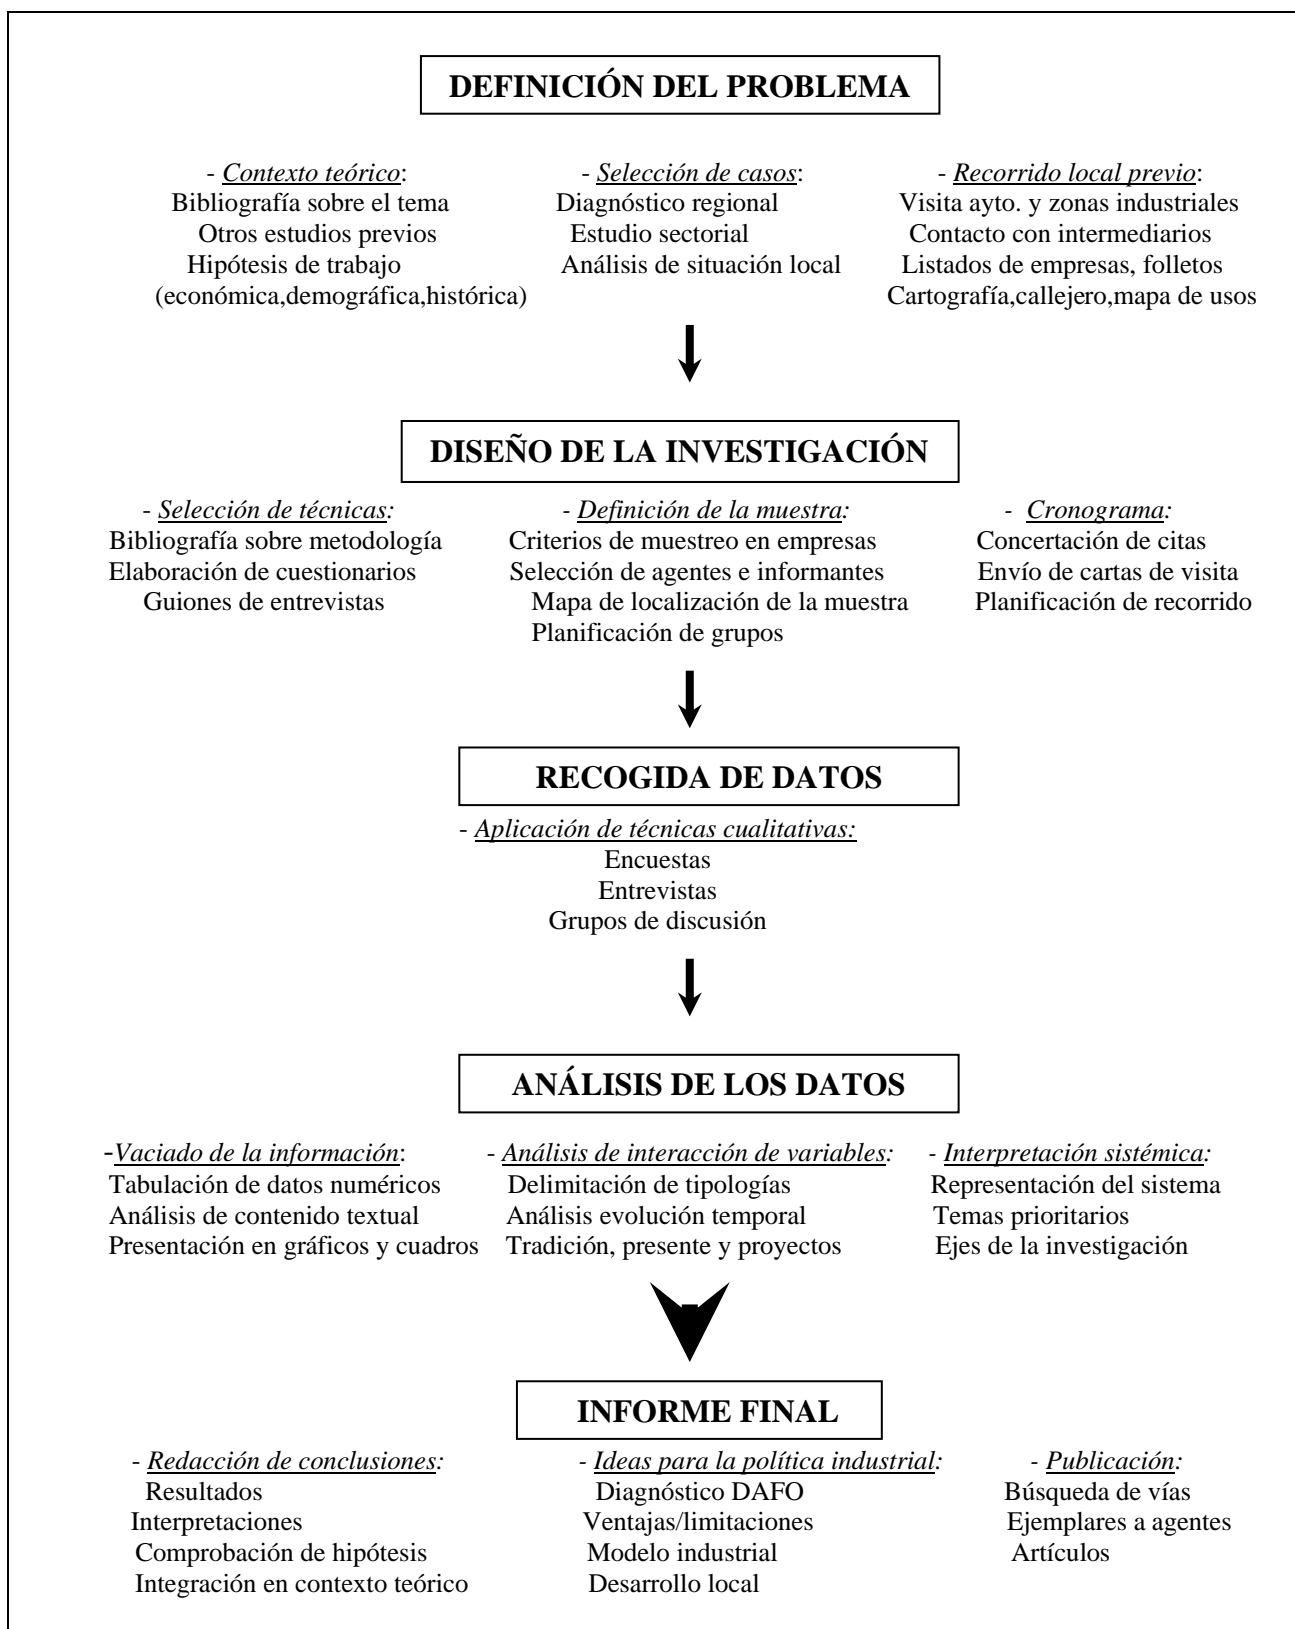 DEFINICIÓN DEL PROBLEMA
- Contexto teórico:
Bibliografía sobre el tema
Otros estudios previos
Hipótesis de trabajo
(económica,demográfica,histórica)
- Selección de casos:
Diagnóstico regional
Estudio sectorial
Análisis de situación local
- Recorrido local previo:
Visita ayto. y zonas industriales
Contacto con intermediarios
Listados de empresas, folletos
Cartografía,callejero,mapa de usos
DISEÑO DE LA INVESTIGACIÓN
- Selección de técnicas:
Bibliografía sobre metodología
Elaboración de cuestionarios
Guiones de entrevistas
- Definición de la muestra:
Criterios de muestreo en empresas
Selección de agentes e informantes
Mapa de localización de la muestra
Planificación de grupos
- Cronograma:
Concertación de citas
Envío de cartas de visita
Planificación de recorrido
RECOGIDA DE DATOS
- Aplicación de técnicas cualitativas:
Encuestas
Entrevistas
Grupos de discusión
ANÁLISIS DE LOS DATOS
-Vaciado de la información:
Tabulación de datos numéricos
Análisis de contenido textual
Presentación en gráficos y cuadros
- Análisis de interacción de variables:
Delimitación de tipologías
Análisis evolución temporal
Tradición, presente y proyectos
- Interpretación sistémica:
Representación del sistema
Temas prioritarios
Ejes de la investigación
INFORME FINAL
- Redacción de conclusiones:
Resultados
Interpretaciones
Comprobación de hipótesis
Integración en contexto teórico
- Ideas para la política industrial:
Diagnóstico DAFO
Ventajas/limitaciones
Modelo industrial
Desarrollo local
- Publicación:
Búsqueda de vías
Ejemplares a agentes
Artículos